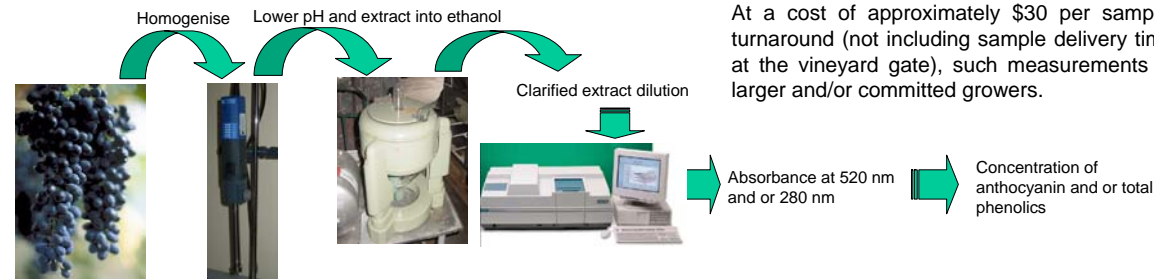 Homogenise
Lower pH and extract into ethanol
At a cost of approximately $30 per
turnaround (not including sample delivery
at the vineyard gate), such measurements
larger and/or committed growers.
Clarified extract dilution
Absorbance at 520 nm
and or 280 nm
Concentration of
anthocyanin and or total
phenolics